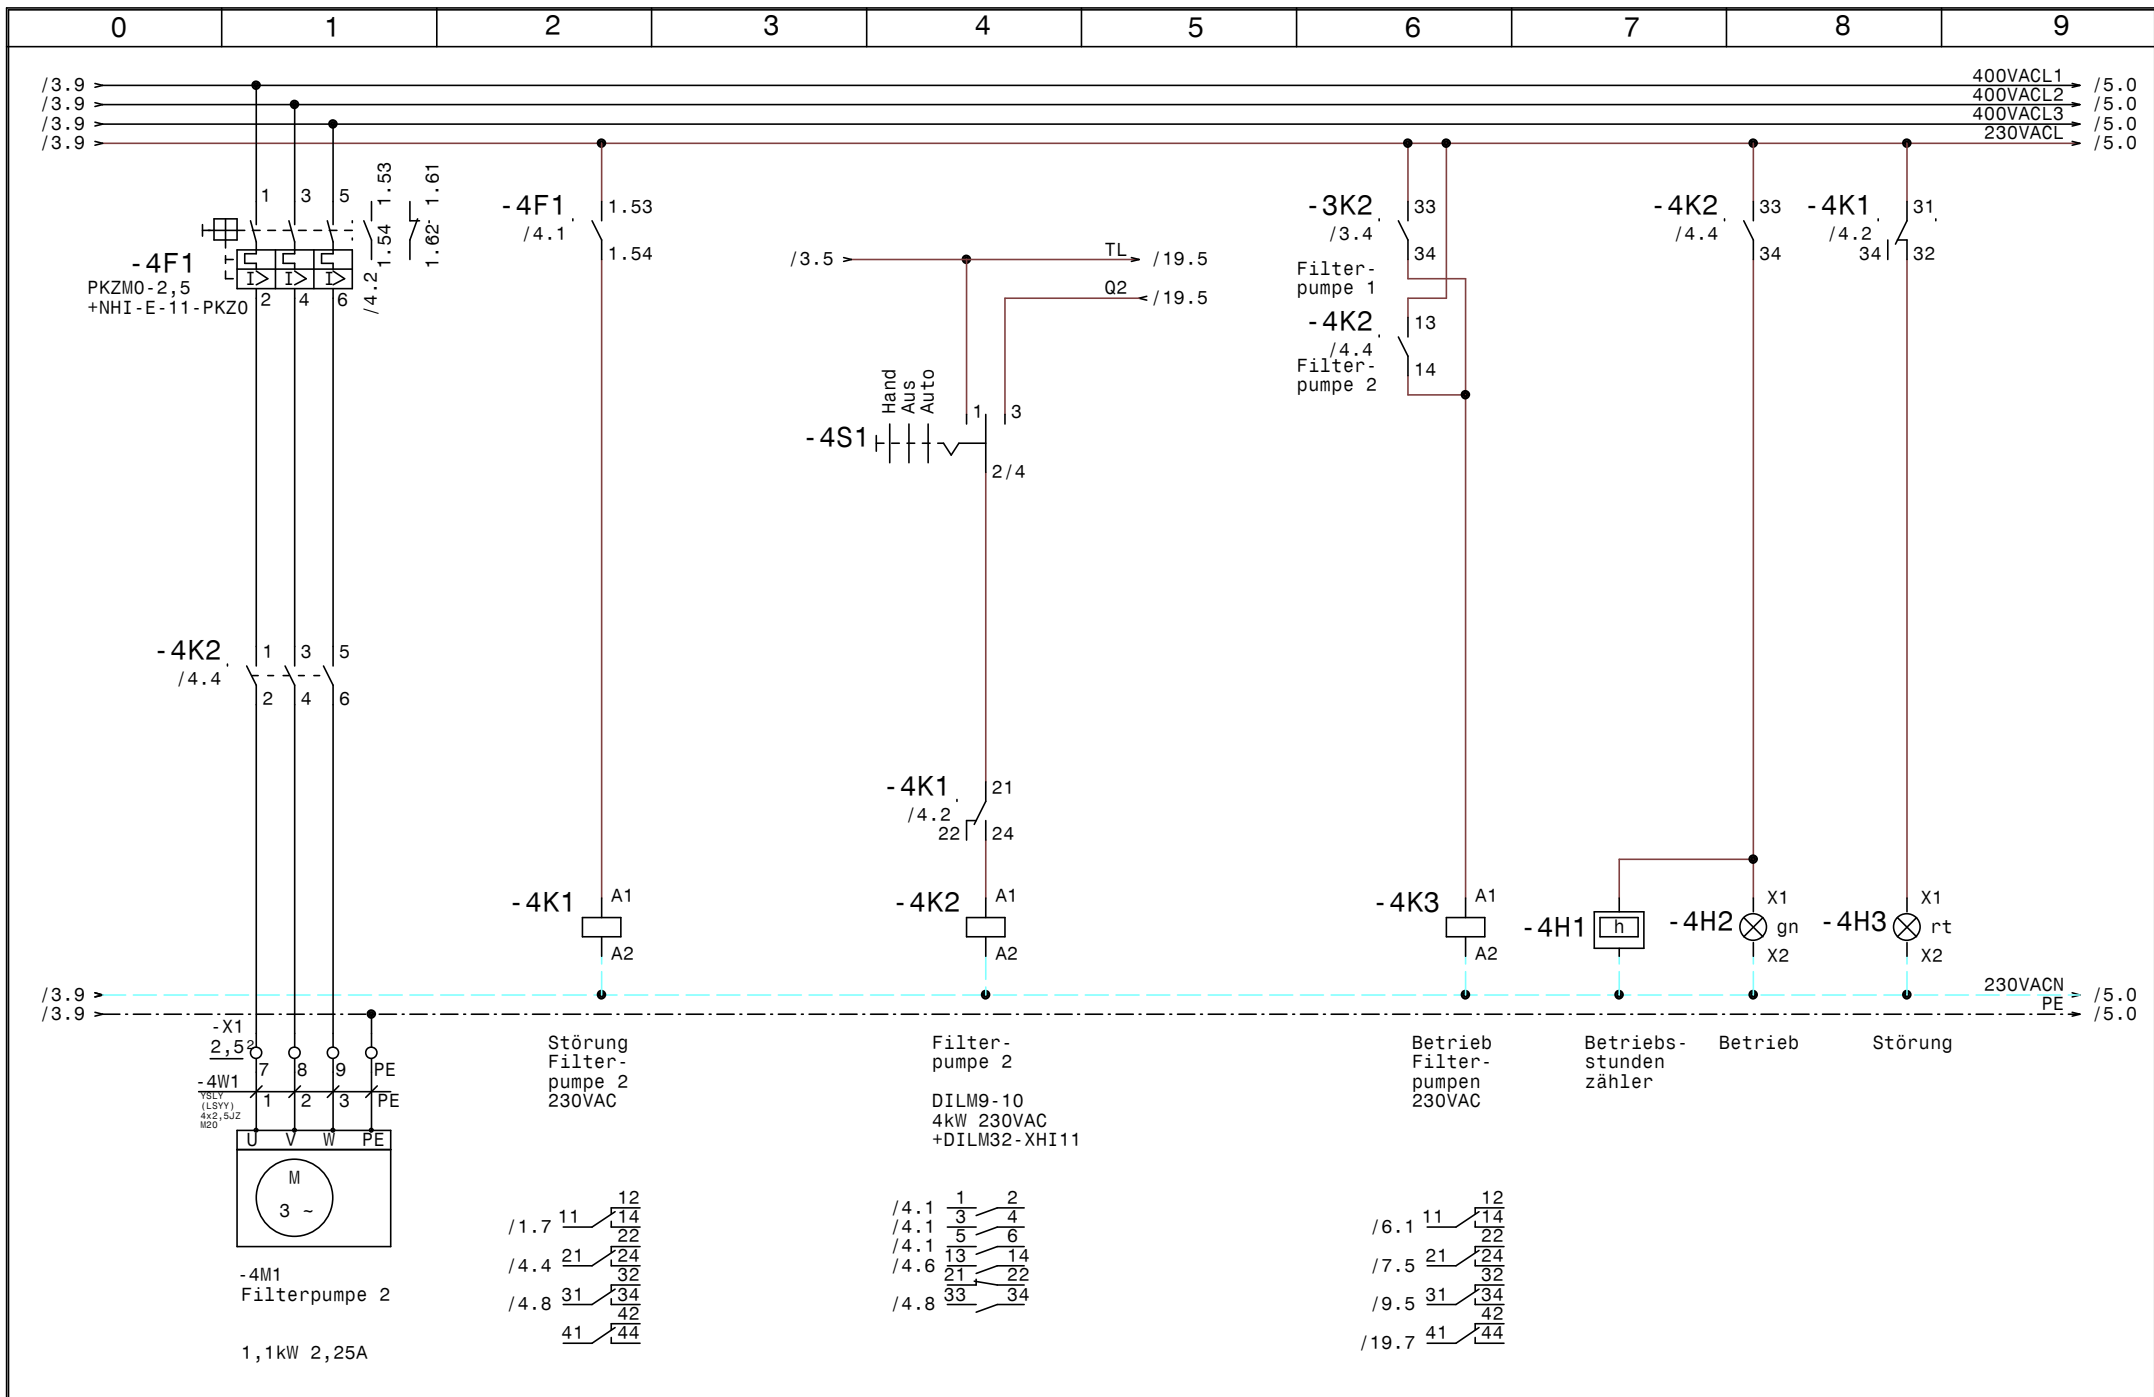 0 1 2 3 4 5 6 7 8 9
/3.9 400VACL1 /5.0
/3.9 400VACL2 /5.0
/3.9 400VACL3 /5.0
/3.9 230VACL /5.0
1 3 5
1.53 1.61
1.54 1.62
-4F1
PKZM0-2,5
+NHI-E-11-PKZ0
I> I> I>
2 4 6
/4.2
-4F1
/4.1
1.53
1.54
/3.5 TL /19.5
Q2 /19.5
-3K2
/3.4
33
34
Filter-
pumpe 1
-4K2
/4.4
13
14
Filter-
pumpe 2
-4K2
/4.4
33
34
-4K1
/4.2
31
34 32
Hand
Aus
Auto
-4S1
1 3
2/4
-4K2
/4.4
1 3 5
2 4 6
-4K1
/4.2
21
22 24
-4K1
A1
A2
-4K2
A1
A2
-4K3
A1
A2
-4H1
h
-4H2
X1
gn
X2
-4H3
X1
rt
X2
/3.9 230VACN /5.0
/3.9 PE /5.0
-X1
2,5²
7 8 9 PE
-4W1
YSLY
(LSYY)
4x2,5JZ
M20
1 2 3 PE
U V W PE
M
3 ~
-4M1
Filterpumpe 2
1,1kW 2,25A
Störung
Filter-
pumpe 2
230VAC
Filter-
pumpe 2
DILM9-10
4kW 230VAC
+DILM32-XHI11
Betrieb
Filter-
pumpen
230VAC
Betriebs-
stunden
zähler
Betrieb
Störung
12
/1.7 11 14
22
/4.4 21 24
32
/4.8 31 34
42
41 44
/4.1 1 2
/4.1 3 4
/4.1 5 6
/4.6 13 14
21 22
/4.8 33 34
12
/6.1 11 14
22
/7.5 21 24
32
/9.5 31 34
42
/19.7 41 44